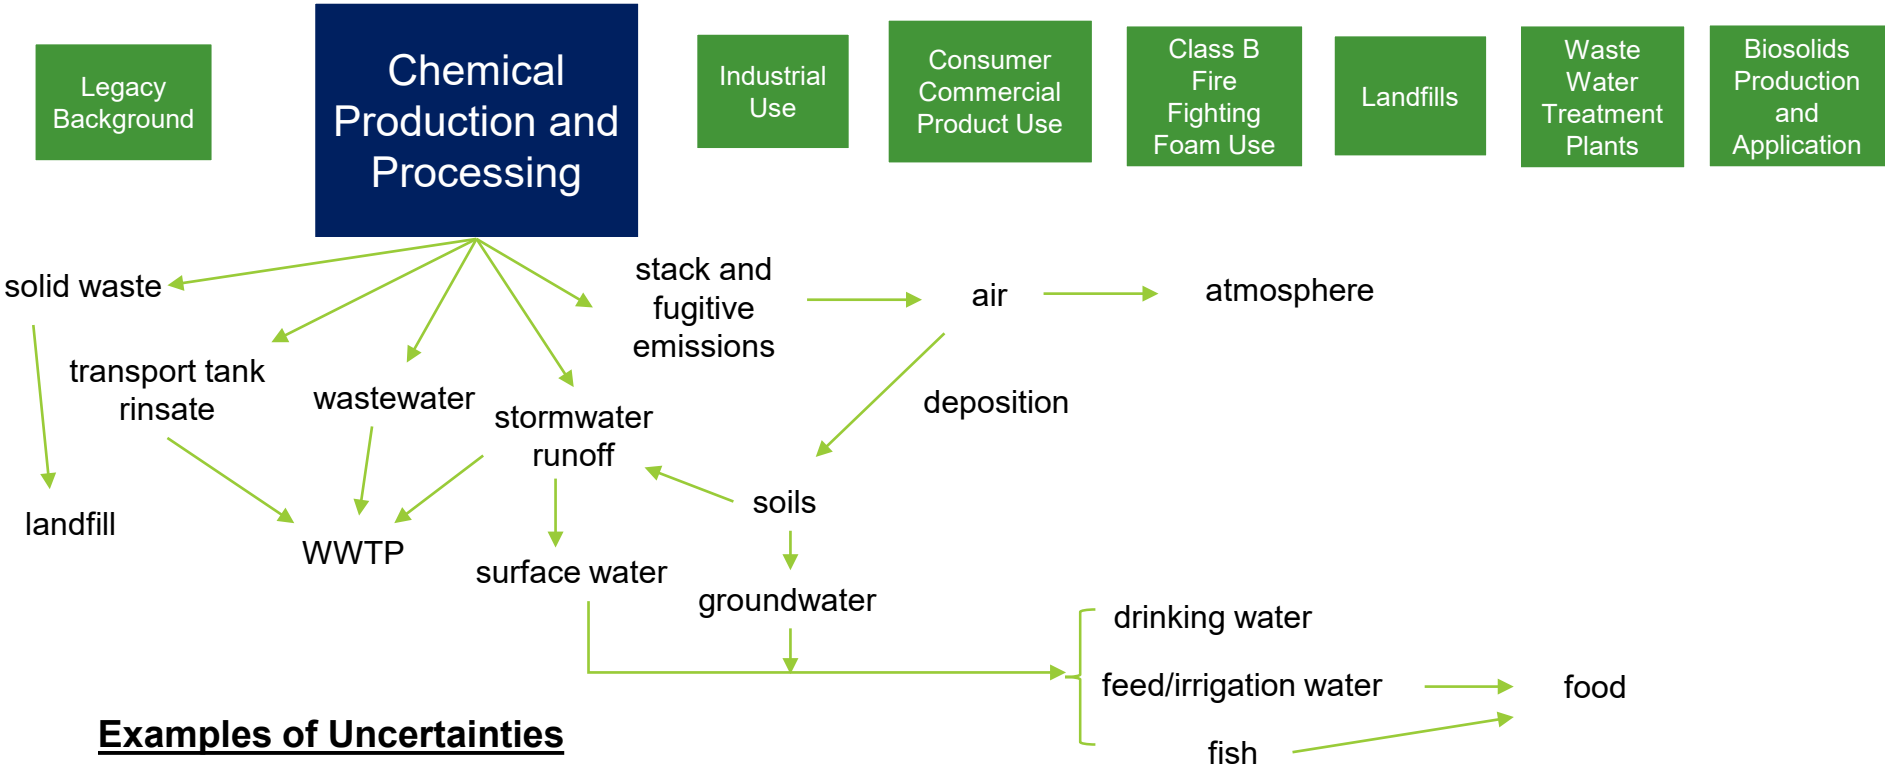 Legacy
Background
Chemical
Production and
Processing
Industrial
Use
Consumer
Commercial
Product Use
Class B
Fire
Fighting
Foam Use
Landfills
Waste
Water
Treatment
Plants
Biosolids
Production
and
Application
solid waste
transport tank
rinsate
wastewater
stormwater
runoff
stack and
fugitive
emissions
air
atmosphere
deposition
soils
landfill
WWTP
surface water
groundwater
drinking water
feed/irrigation water
food
fish
Examples of Uncertainties